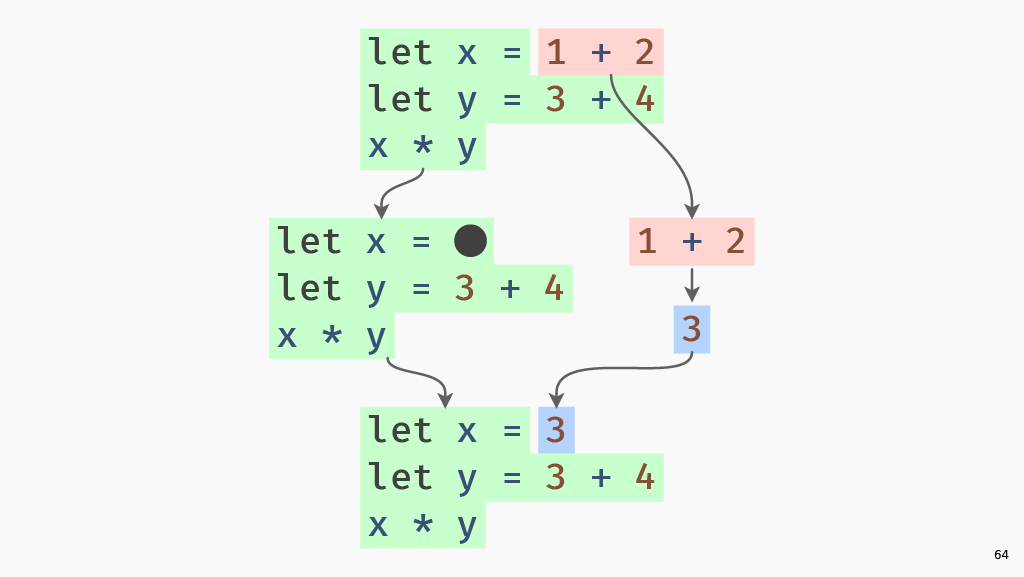 let x = 1 + 2
let y = 3 + 4
x * y
let x = ●
let y = 3 + 4
x * y
1 + 2
3
let x = 3
let y = 3 + 4
x * y
64